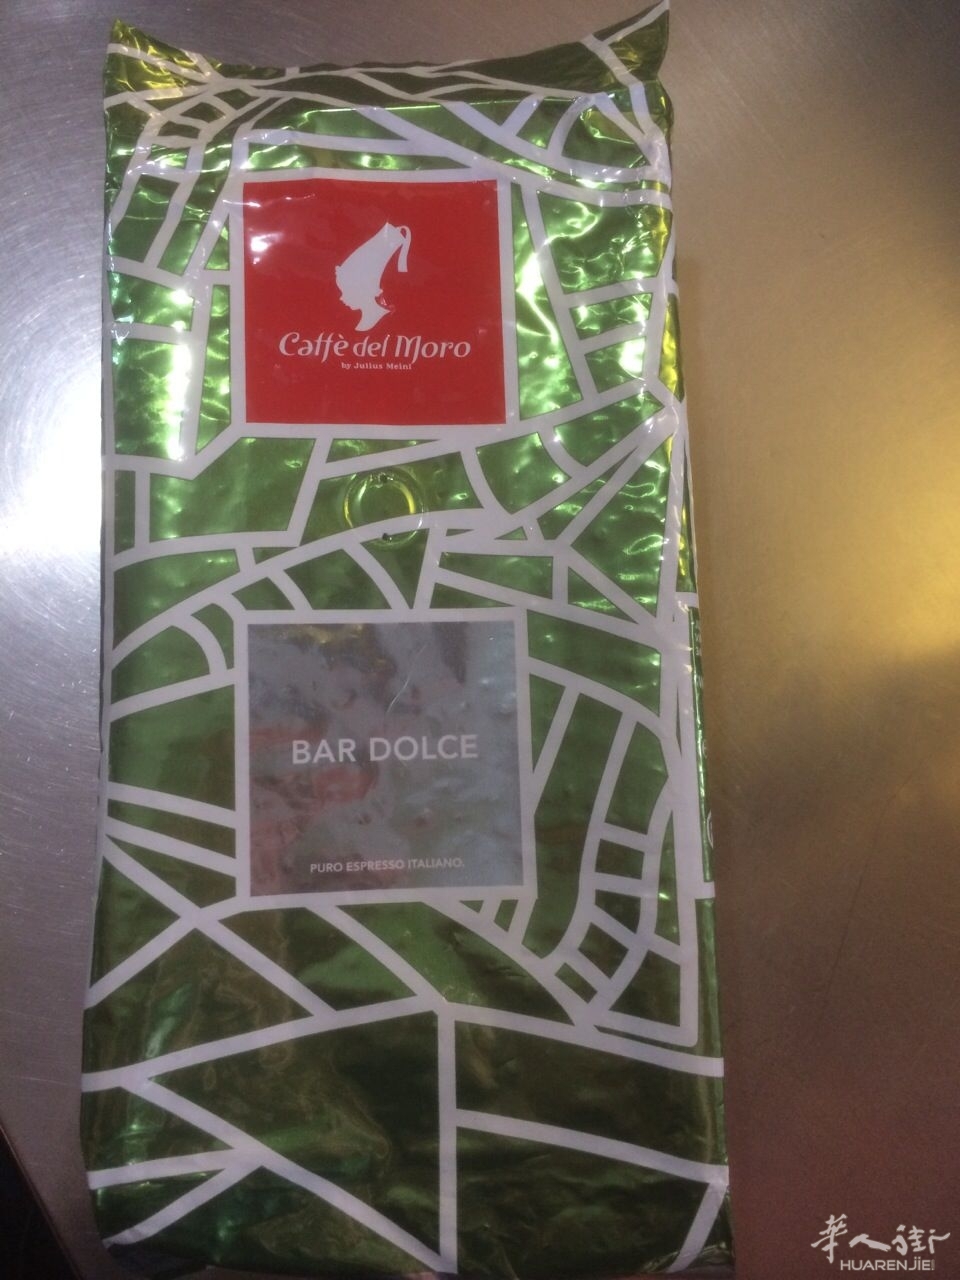 Caffè del Moro
by Julius Meinl
BAR DOLCE
PURO ESPRESSO ITALIANO.
華人街
HUARENJIE